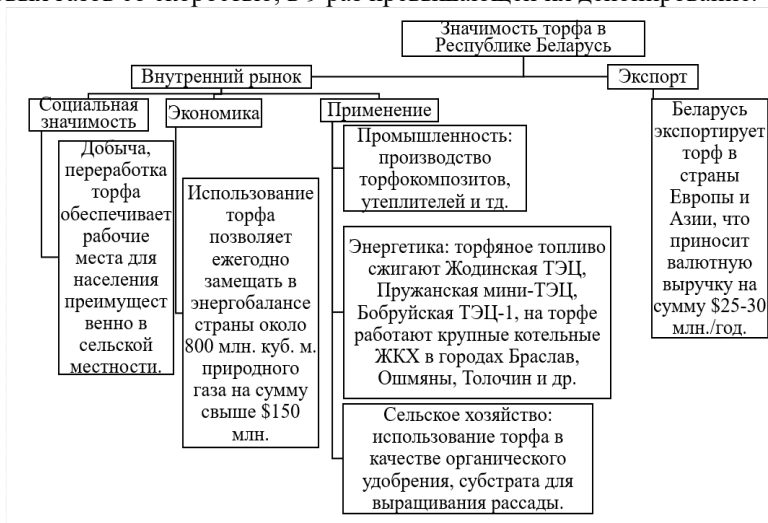 Значимость торфа в
Республике Беларусь
Внутренний рынок
Экспорт
Социальная
значимость
Экономика
Применение
Добыча,
переработка
торфа
обеспечивает
рабочие
места для
населения
преимущест
венно в
сельской
местности.
Использование
торфа
позволяет
ежегодно
замещать в
энергобалансе
страны около
800 млн. куб. м.
природного
газа на сумму
свыше $150
млн.
Промышленность:
производство
торфокомпозитов,
утеплителей и тд.
Энергетика: торфяное топливо
сжигают Жодинская ТЭЦ,
Пружанская мини-ТЭЦ,
Бобруйская ТЭЦ-1, на торфе
работают крупные котельные
ЖКХ в городах Браслав,
Ошмяны, Толочин и др.
Сельское хозяйство:
использование торфа в
качестве органического
удобрения, субстрата для
выращивания рассады.
Беларусь
экспортирует
торф в
страны
Европы и
Азии, что
приносит
валютную
выручку на
сумму $25-30
млн./год.